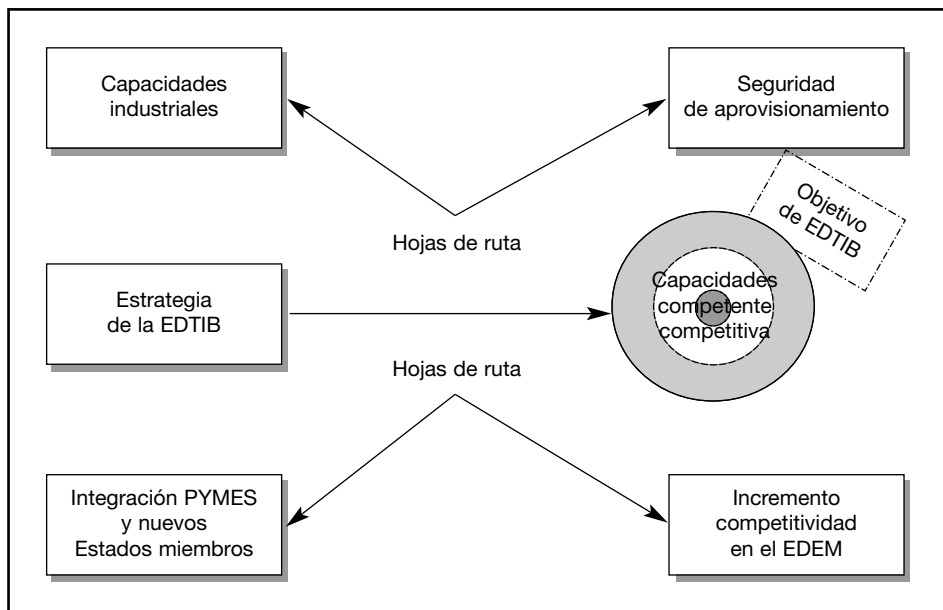 Capacidades
industriales
Seguridad
de aprovisionamiento
Objetivo
de EDTIB
Hojas de ruta
Estrategia
de la EDTIB
Capacidades
competente
competitiva
Hojas de ruta
Integración PYMES
y nuevos
Estados miembros
Incremento
competitividad
en el EDEM